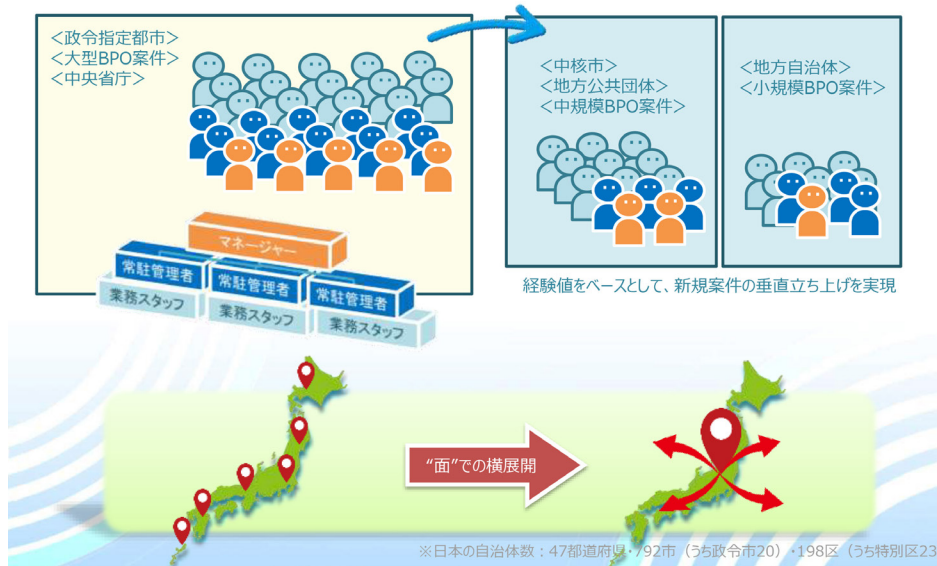 <政令指定都市>
<大型BPO案件>
<中央省庁>
<中核市>
<地方公共団体>
<中規模BPO案件>
<地方自治体>
<小規模BPO案件>
マネージャー
常駐管理者
常駐管理者
常駐管理者
業務スタッフ
業務スタッフ
業務スタッフ
経験値をベースとして、新規案件の垂直立ち上げを実現
“面”での横展開
※日本の自治体数：47都道府県・792市（うち政令市20）・198区（うち特別区23